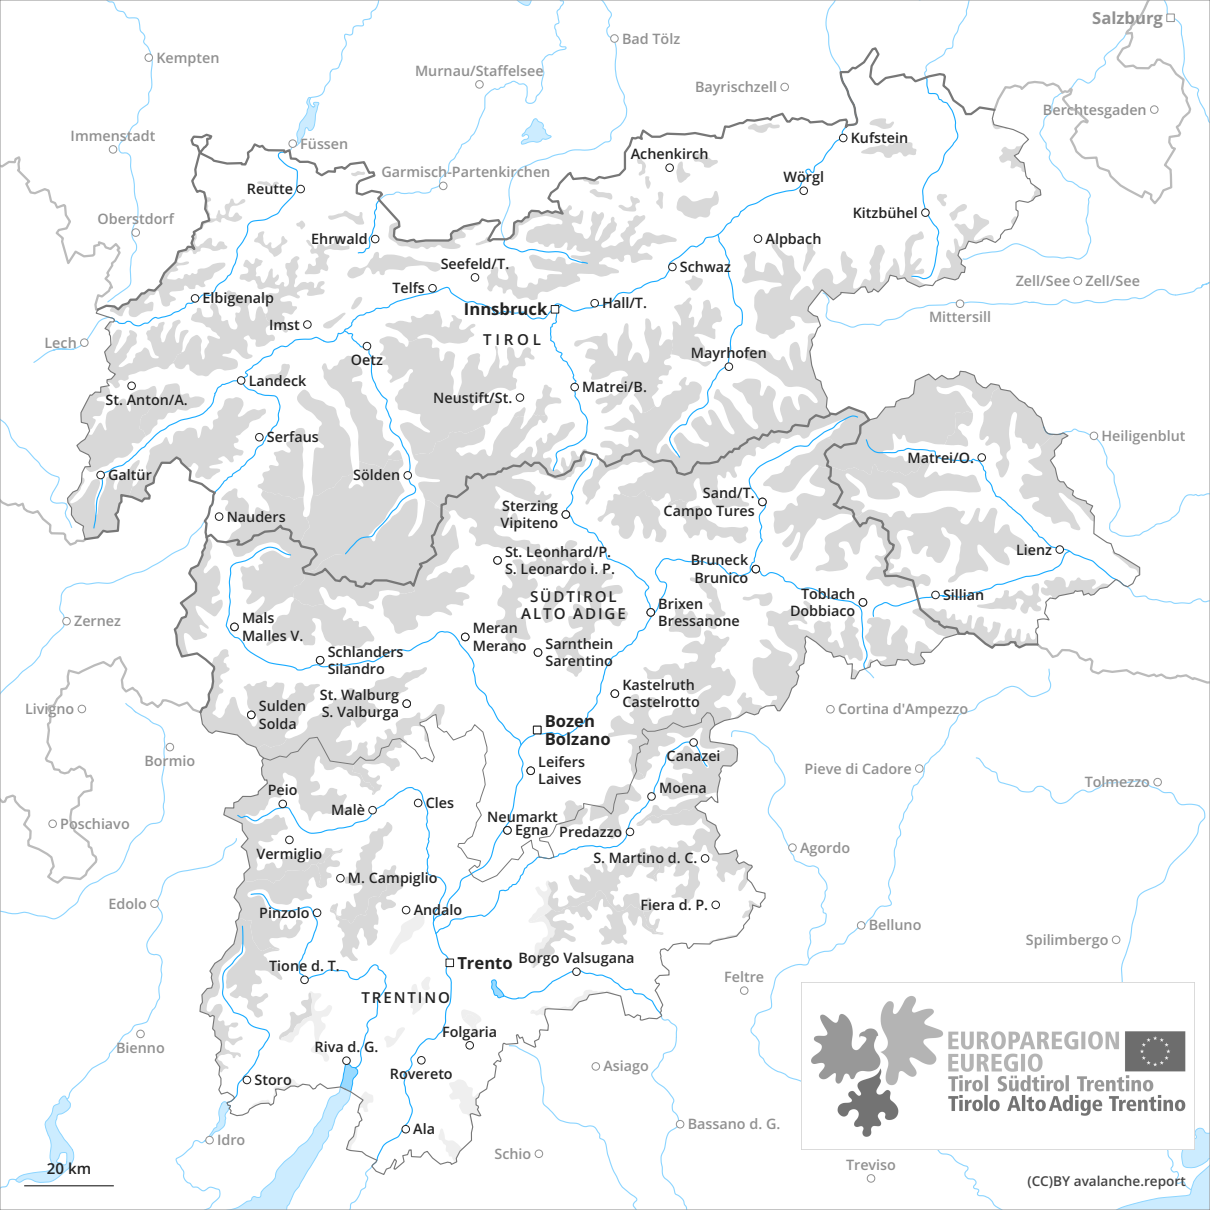 Salzburg
Bad Tölz
Kempten
Murnau/Staffelsee
Bayrischzell
Berchtesgaden
Immenstadt
Füssen
Kufstein
Achenkirch
Garmisch-Partenkirchen
Wörgl
Reutte
Kitzbühel
Oberstdorf
Ehrwald
Alpbach
Seefeld/T.
Schwaz
Zell/See
Zell/See
Telfs
Elbigenalp
Hall/T.
Innsbruck
Mittersill
Imst
TIROL
Lech
Mayrhofen
Oetz
Landeck
Matrei/B.
St. Anton/A.
Neustift/St.
Serfaus
Heiligenblut
Matrei/O.
Galtür
Sölden
Sand/T.
Campo Tures
Sterzing
Vipiteno
Nauders
Lienz
St. Leonhard/P.
S. Leonardo i. P.
Bruneck
Brunico
SÜDTIROL
ALTO ADIGE
Toblach
Dobbiaco
Sillian
Brixen
Bressanone
Zernez
Mals
Malles V.
Meran
Merano
Sarnthein
Sarentino
Schlanders
Silandro
Kastelruth
Castelrotto
St. Walburg
S. Valburga
Sulden
Solda
Livigno
Cortina d'Ampezzo
Bozen
Bolzano
Bormio
Canazei
Leifers
Laives
Pieve di Cadore
Tolmezzo
Peio
Moena
Malè
Cles
Neumarkt
Egna
Predazzo
Poschiavo
Vermiglio
S. Martino d. C.
Agordo
M. Campiglio
Edolo
Pinzolo
Andalo
Fiera d. P.
Belluno
Spilimbergo
Trento
Borgo Valsugana
Tione d. T.
Feltre
TRENTINO
Folgaria
Bienno
Riva d. G.
Rovereto
Asiago
Storo
Ala
Bassano d. G.
Idro
Schio
Treviso
EUROPAREGION
EUREGIO
Tirol Südtirol Trentino
Tirolo Alto Adige Trentino
20 km
(CC)BY avalanche.report